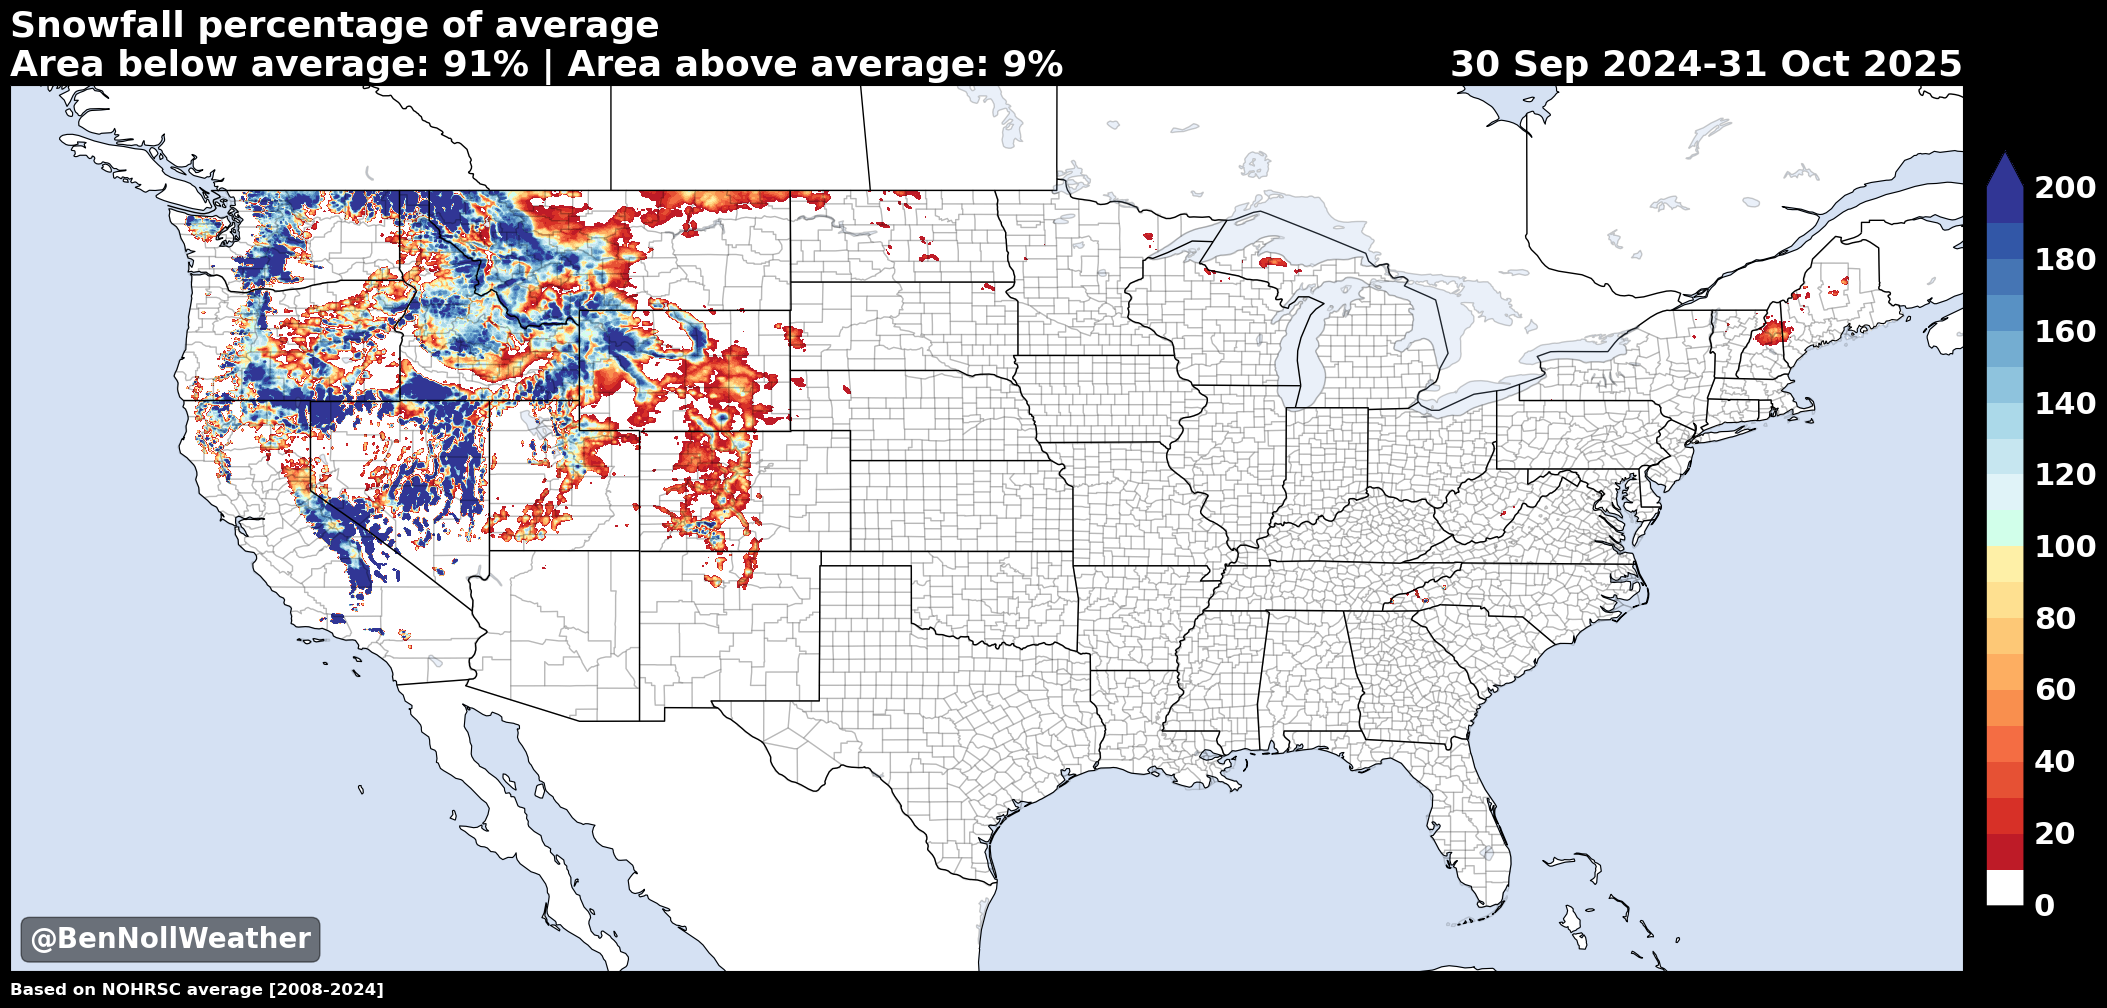 Snowfall percentage of average
Area below average: 91% | Area above average: 9%
30 Sep 2024-31 Oct 2025
200
180
160
140
120
100
80
60
40
20
0
@BenNollWeather
Based on NOHRSC average [2008-2024]